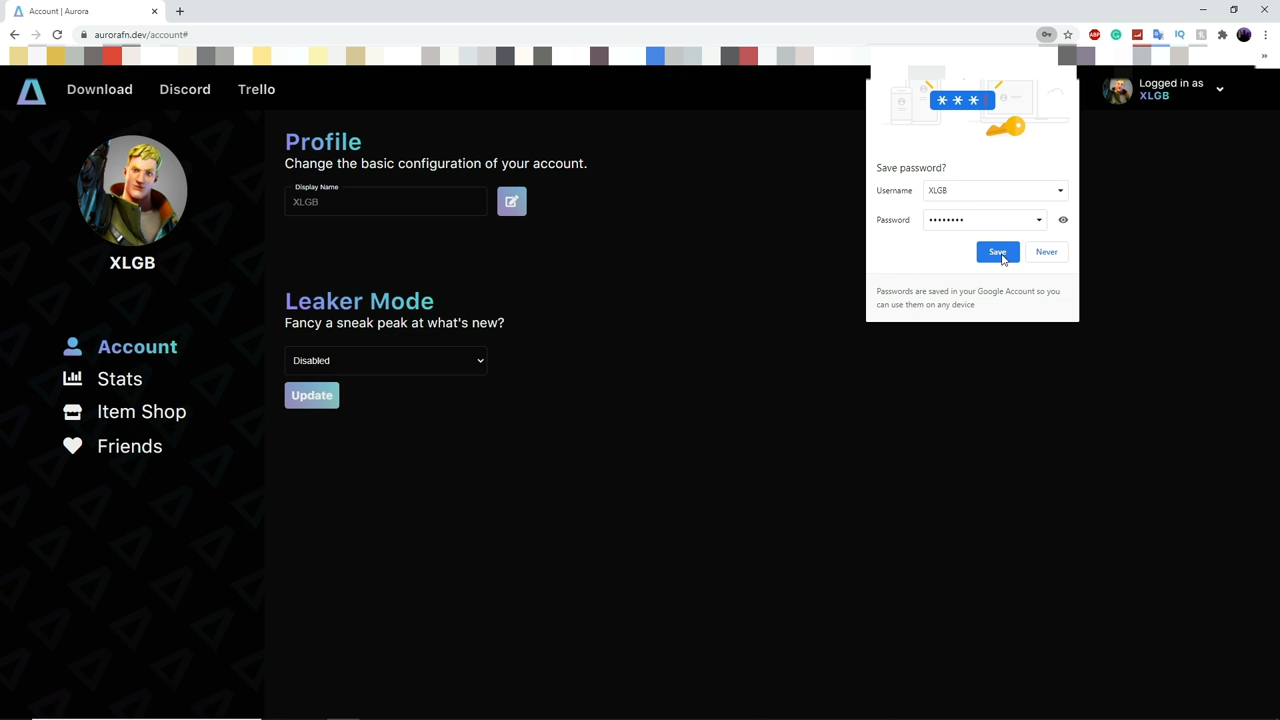 Account | Aurora
aurorafn.dev/account#
ABP
IQ
Download
Discord
Trello
Logged in as
XLGB
XLGB
Account
Stats
Item Shop
Friends
Profile
Change the basic configuration of your account.
Display Name
XLGB
Leaker Mode
Fancy a sneak peak at what's new?
Disabled
Update
Save password?
Username
XLGB
Password
••••••••
Save
Never
Passwords are saved in your Google Account so you
can use them on any device